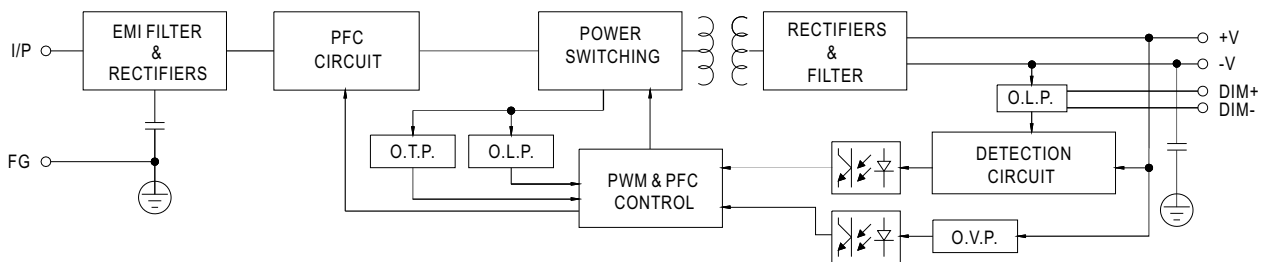 I/P
EMI FILTER
&
RECTIFIERS
PFC
CIRCUIT
POWER
SWITCHING
RECTIFIERS
&
FILTER
+V
-V
DIM+
DIM-
O.L.P.
FG
O.T.P.
O.L.P.
PWM & PFC
CONTROL
DETECTION
CIRCUIT
O.V.P.